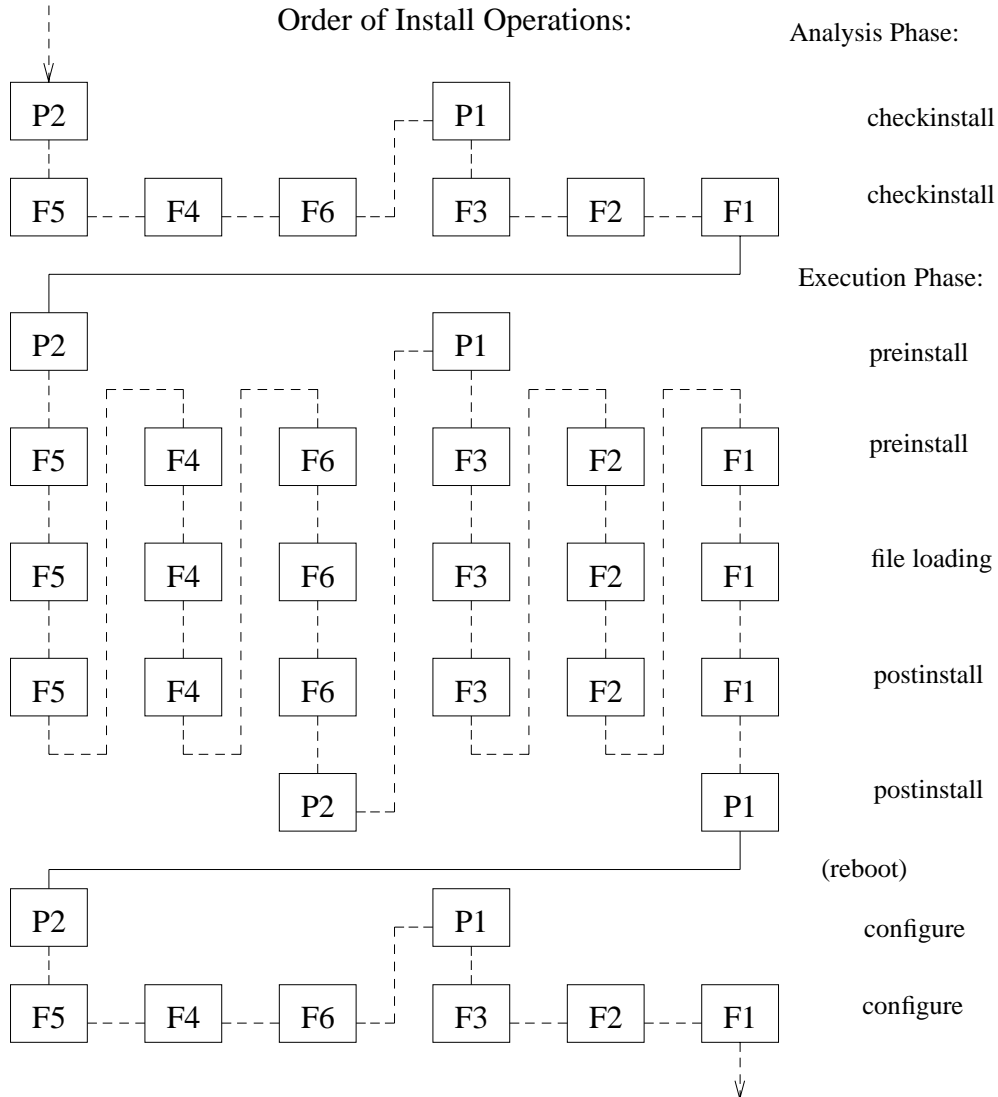 Order of Install Operations:
Analysis Phase:
P2 P1 checkinstall
F5 F4 F6 F3 F2 F1 checkinstall
Execution Phase:
P2 P1 preinstall
F5 F4 F6 F3 F2 F1 preinstall
F5 F4 F6 F3 F2 F1 file loading
F5 F4 F6 F3 F2 F1 postinstall
P2 P1 postinstall
(reboot)
P2 P1 configure
F5 F4 F6 F3 F2 F1 configure